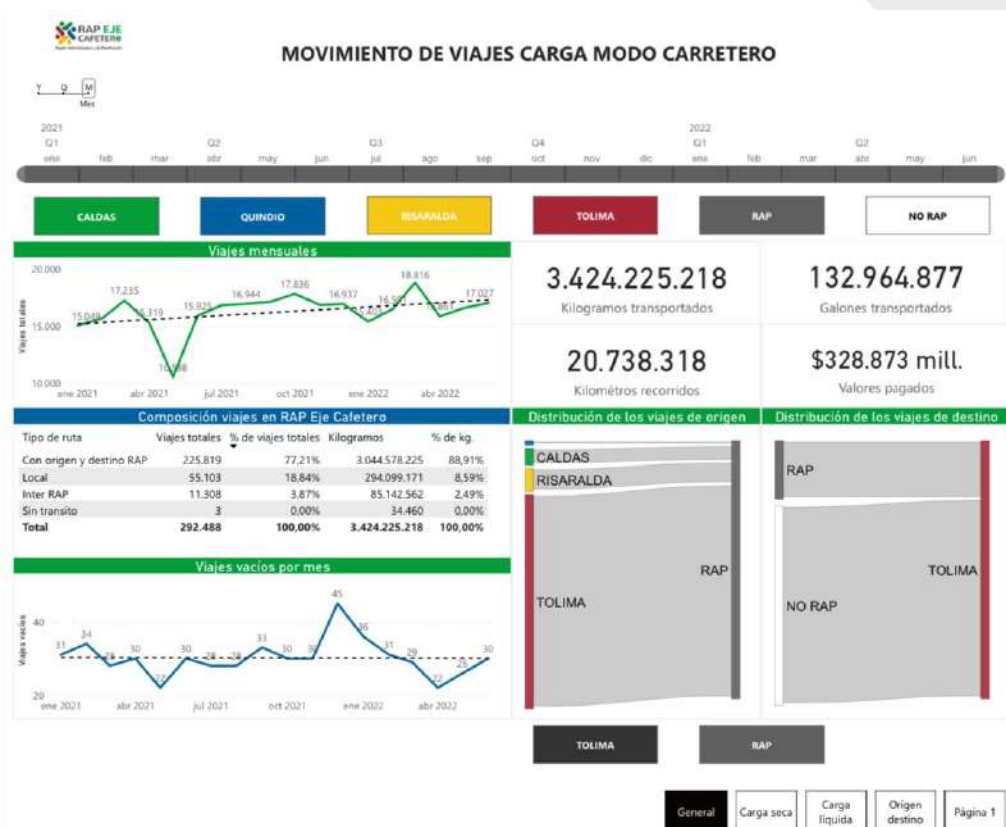 RAP EJE
CAFETERO
MOVIMIENTO DE VIAJES CARGA MODO CARRETERO
Y Q M
Mes
2021 2022
Q1 Q2 Q3 Q4 Q1 Q2
ene feb mar abr may jun jul ago sep oct nov dic ene feb mar abr may jun
CALDAS QUINDIO RISARALDA TOLIMA RAP NO RAP
Viajes mensuales
20.000
15.000
10.000
Viajes totales
15.049 17.235 15.319 15.925 16.944 17.836 16.937 18.816 17.027
ene 2021 abr 2021 jul 2021 oct 2021 ene 2022 abr 2022
3.424.225.218
Kilogramos transportados
132.964.877
Galones transportados
20.738.318
Kilométros recorridos
$328.873 mill.
Valores pagados
Composición viajes en RAP Eje Cafetero
Tipo de ruta Viajes totales % de viajes totales Kilogramos % de kg.
Con origen y destino RAP 225.819 77,21% 3.044.578.225 88,91%
Local 55.103 18,84% 294.099.171 8,59%
Inter RAP 11.308 3,87% 85.142.562 2,49%
Sin transito 3 0,00% 34.460 0,00%
Total 292.488 100,00% 3.424.225.218 100,00%
Distribución de los viajes de origen
CALDAS
RISARALDA
TOLIMA
RAP
Distribución de los viajes de destino
RAP
NO RAP
TOLIMA
Viajes vacíos por mes
40
20
Viajes vacíos
31 34 28 30 22 30 28 28 33 30 30 45 36 31 29 22 26 30
ene 2021 abr 2021 jul 2021 oct 2021 ene 2022 abr 2022
TOLIMA RAP
General
Carga seca
Carga
líquida
Origen
destino
Página 1